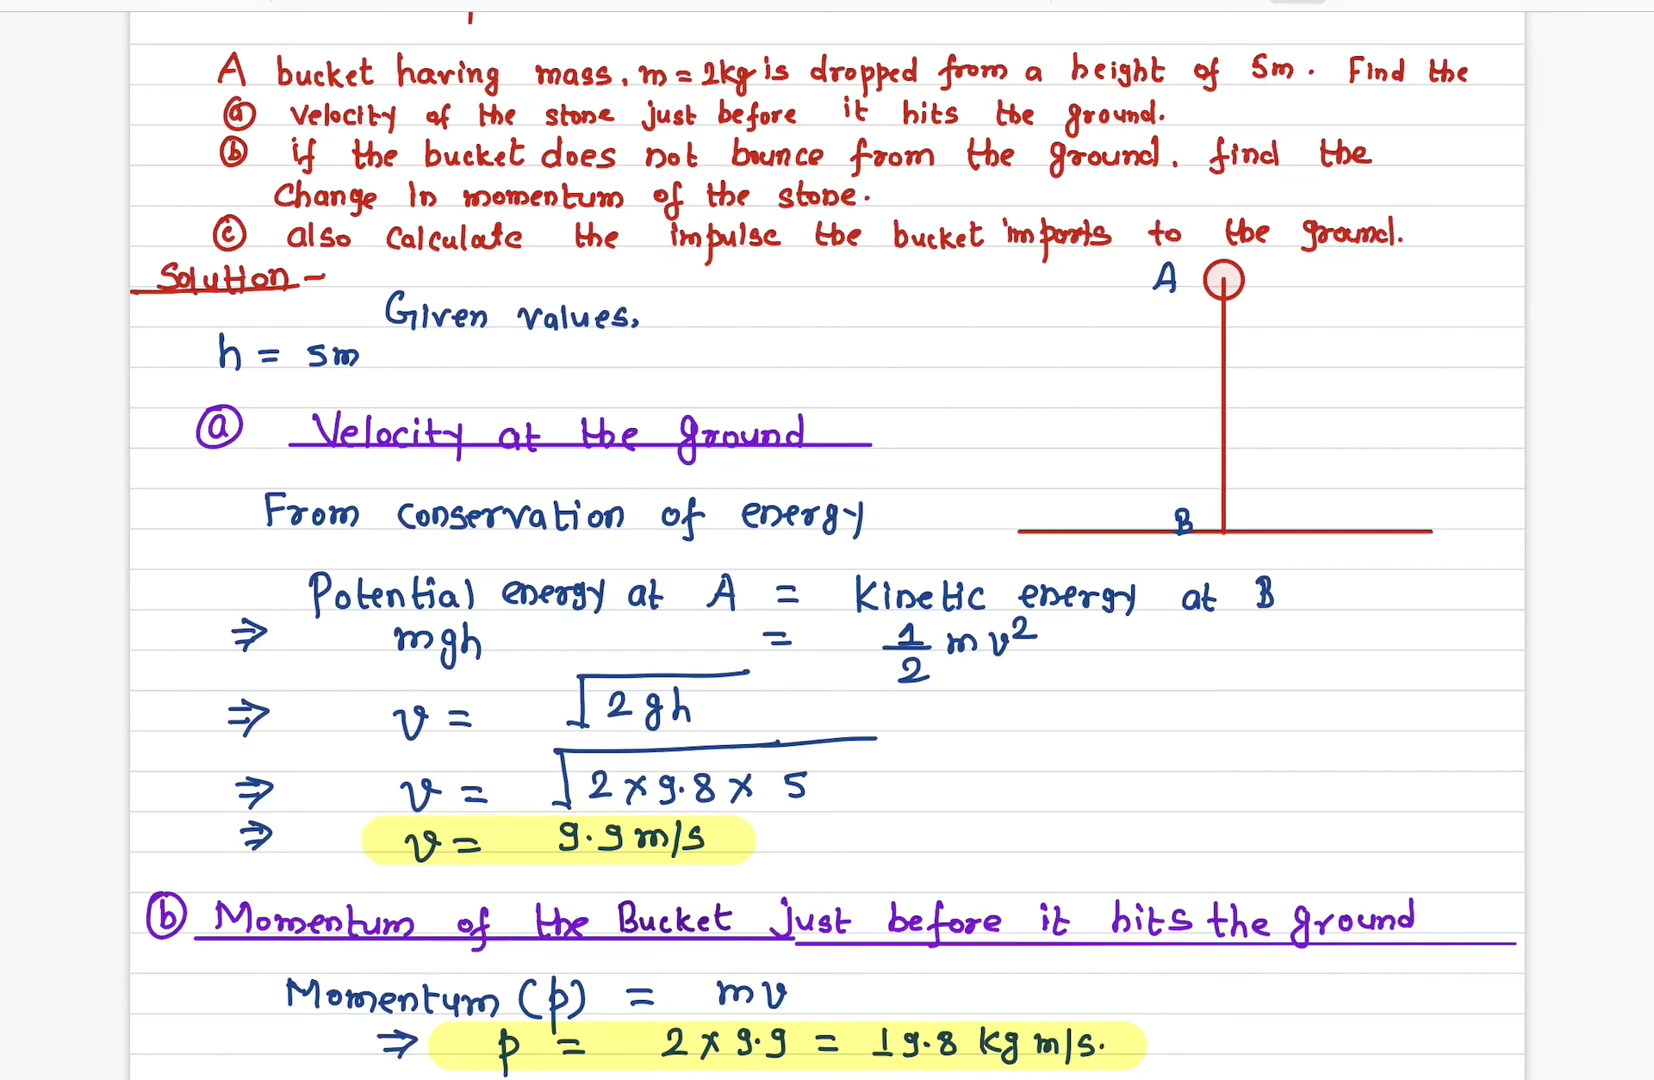 A bucket having mass, m = 2kg is dropped from a height of 5m. Find the
(a) velocity of the stone just before it hits the ground.
(b) if the bucket does not bounce from the ground, find the
change in momentum of the stone.
(c) also calculate the impulse the bucket imparts to the ground.
Solution -
A
Given values,
h = 5m
(a) Velocity at the ground
From conservation of energy
B
Potential energy at A = Kinetic energy at B
⇒ mgh = 1/2 mv²
⇒ v = √2gh
⇒ v = √2×9.8×5
⇒ v = 9.9 m/s
(b) Momentum of the Bucket just before it hits the ground
Momentum (p) = mv
⇒ p = 2×9.9 = 19.8 kg m/s.